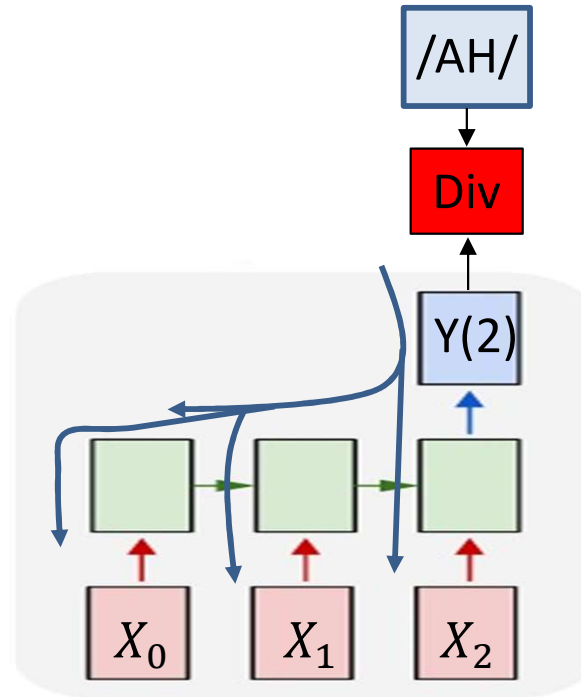 /AH/
Div
Y(2)
X₀ X₁ X₂